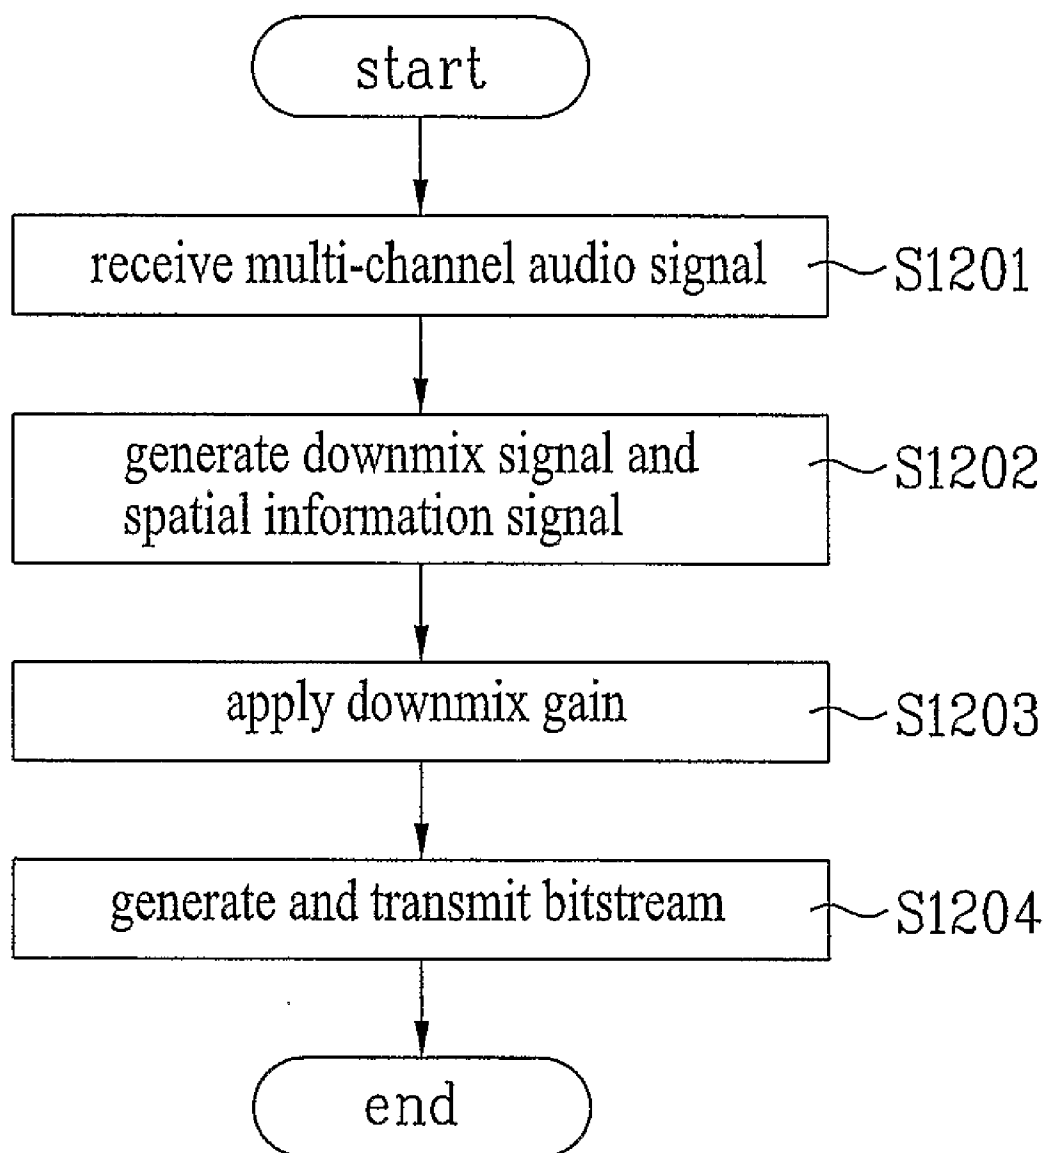 start
receive multi-channel audio signal
S1201
generate downmix signal and
spatial information signal
S1202
apply downmix gain
S1203
generate and transmit bitstream
S1204
end